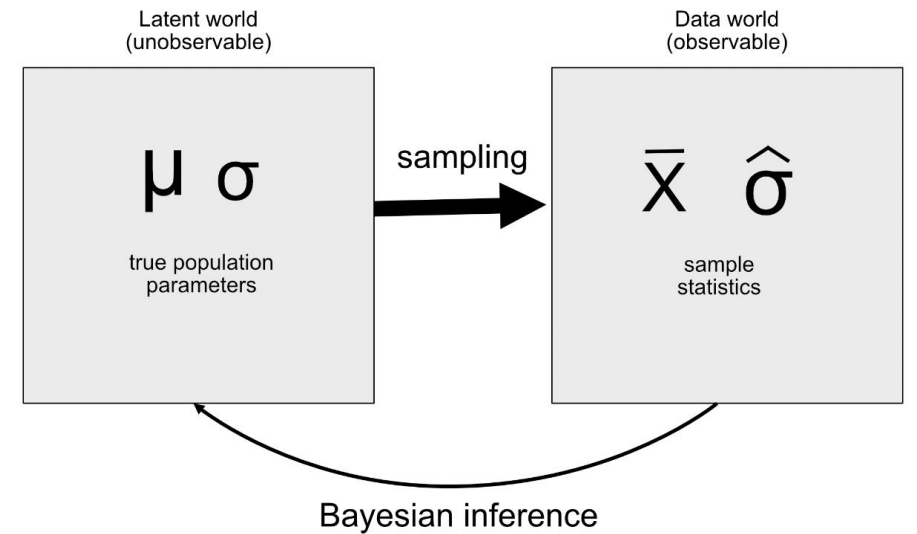 Latent world
(unobservable)
Data world
(observable)
μ σ
sampling
x̄ σ̂
true population
parameters
sample
statistics
Bayesian inference